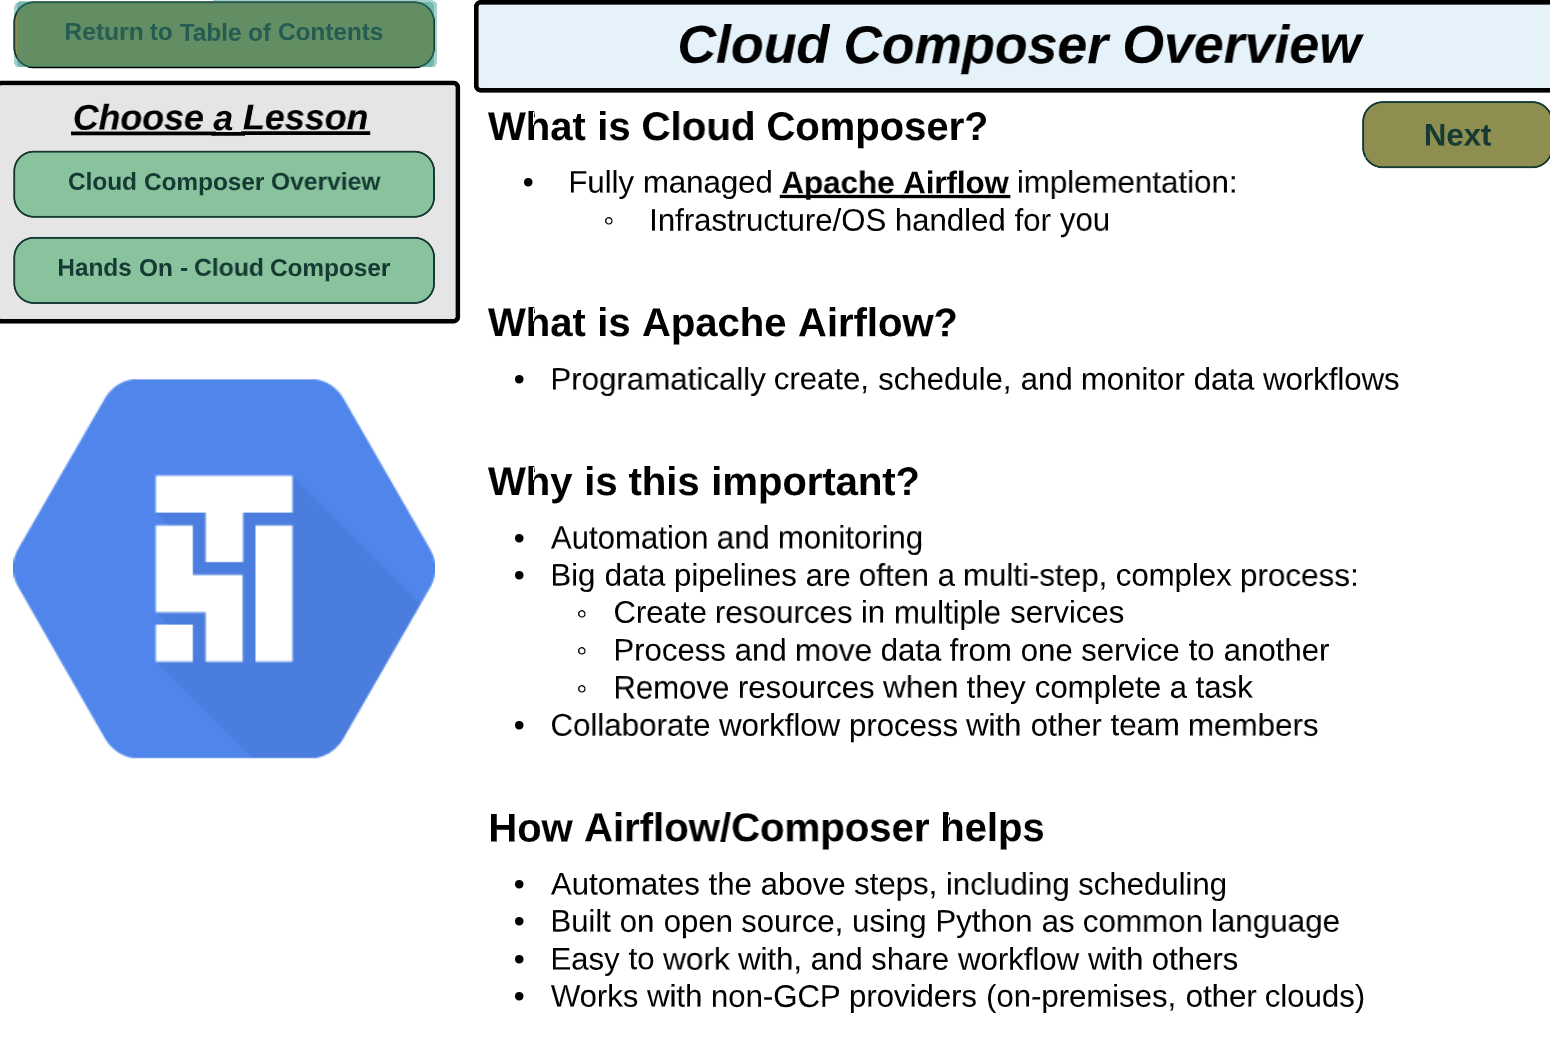 Return to Table of Contents
Choose a Lesson
Cloud Composer Overview
Hands On - Cloud Composer
Cloud Composer Overview
Next
What is Cloud Composer?
• Fully managed Apache Airflow implementation:
◦ Infrastructure/OS handled for you
What is Apache Airflow?
• Programatically create, schedule, and monitor data workflows
Why is this important?
• Automation and monitoring
• Big data pipelines are often a multi-step, complex process:
◦ Create resources in multiple services
◦ Process and move data from one service to another
◦ Remove resources when they complete a task
• Collaborate workflow process with other team members
How Airflow/Composer helps
• Automates the above steps, including scheduling
• Built on open source, using Python as common language
• Easy to work with, and share workflow with others
• Works with non-GCP providers (on-premises, other clouds)